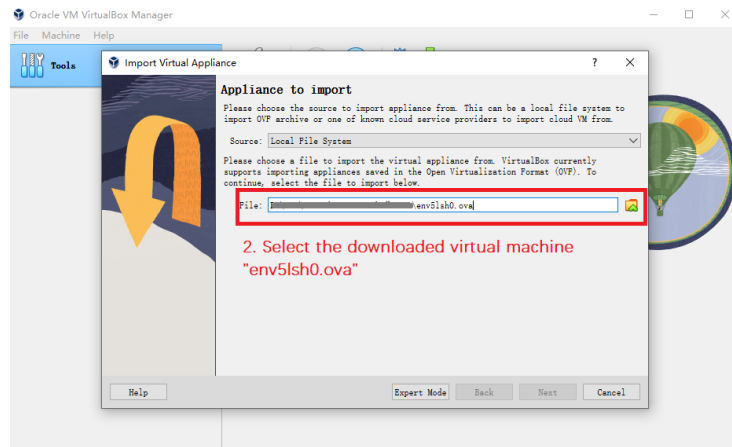 Oracle VM VirtualBox Manager
File Machine Help
Tools
Import Virtual Appliance
?
Appliance to import
Please choose the source to import appliance from. This can be a local file system to
import OVF archive or one of known cloud service providers to import cloud VM from.
Source: Local File System
Please choose a file to import the virtual appliance from. VirtualBox currently
supports importing appliances saved in the Open Virtualization Format (OVF). To
continue, select the file to import below.
File: \env5lsh0.ova
2. Select the downloaded virtual machine
"env5lsh0.ova"
Help Expert Mode Back Next Cancel